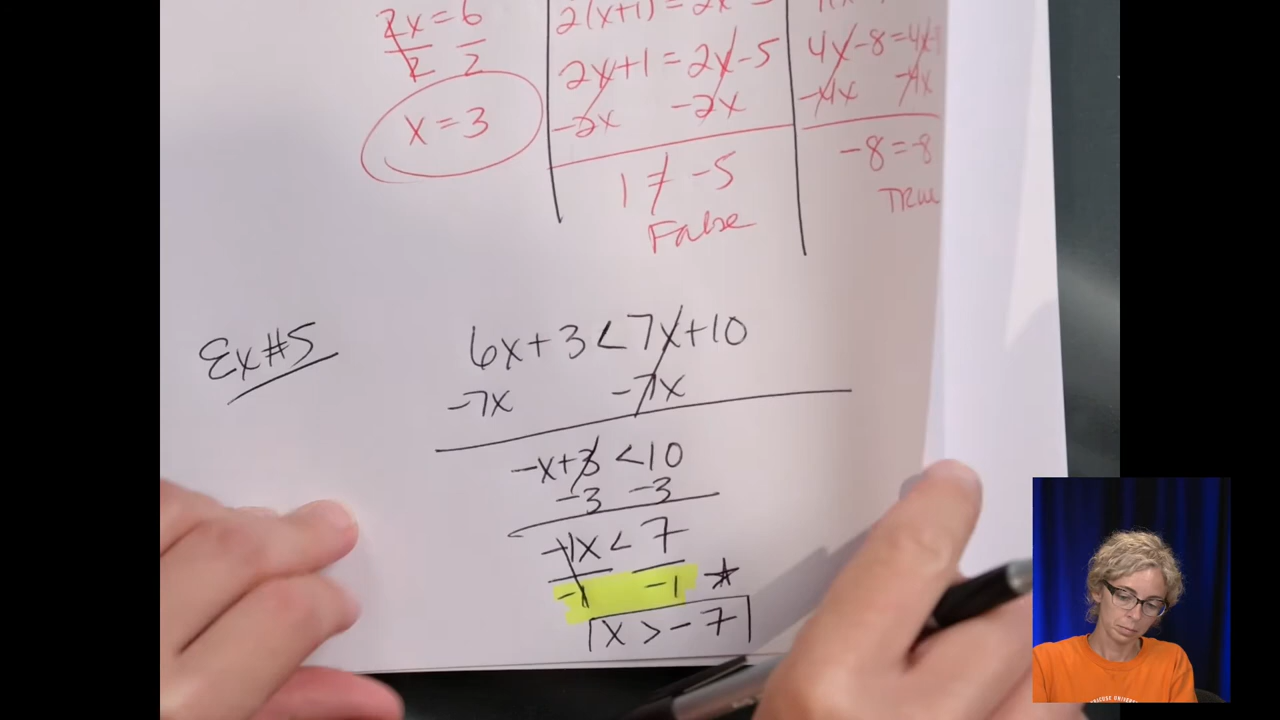 2x = 6
2 2
x = 3
2(x+1) = 2x
2x+1 = 2x-5
-2x -2x
1 ≠ -5
False
4x-8=4x
-4x -4x
-8=-8
True
Ex#5
6x+3<7x+10
-7x -7x
-x+3 <10
-3 -3
-1x < 7
-1 -1 ☆
x > -7